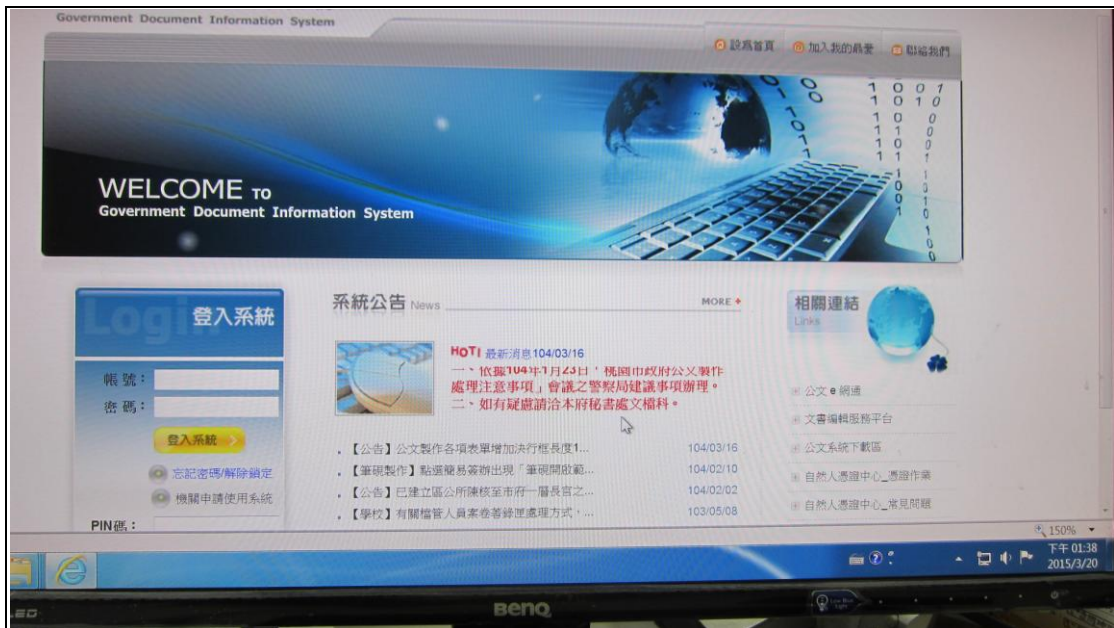 Government Document Information System
設為首頁 加入我的最愛 聯絡我們
WELCOME TO
Government Document Information System
Login 登入系統
帳號：
密碼：
登入系統
忘記密碼/解除鎖定
機關申請使用系統
PIN碼：
系統公告 News
MORE +
HOT! 最新消息104/03/16
一、依據104年1月23日，桃園市政府公文製作
處理注意事項」會議之警察局建議事項辦理。
二、如有疑慮請洽本府秘書處文檔科。
【公告】公文製作各項表單增加決行框長度1... 104/03/16
【筆硯製作】點選簡易簽辦出現「筆硯開啟範... 104/02/10
【公告】已建立區公所陳核至市府一層長官之... 104/02/02
【學校】有關檔管人員案卷著錄匣處理方式，... 103/05/08
相關連結
Links
公文e網通
文書編輯服務平台
公文系統下載區
自然人憑證中心_憑證作業
自然人憑證中心_常見問題
150%
下午 01:38
2015/3/20
BenQ
Low Blue
Light